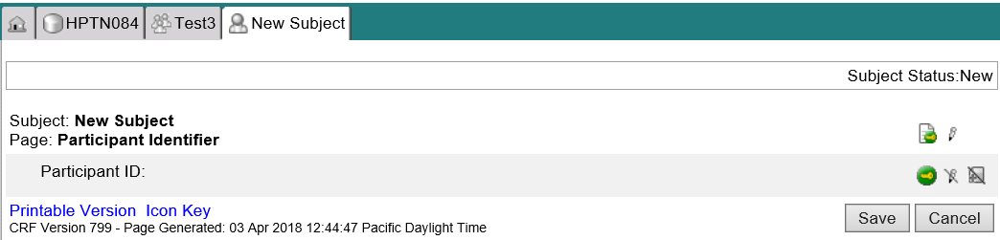 HPTN084 Test3 New Subject
Subject Status:New
Subject: New Subject
Page: Participant Identifier
Participant ID:
Printable Version Icon Key
CRF Version 799 - Page Generated: 03 Apr 2018 12:44:47 Pacific Daylight Time
Save Cancel